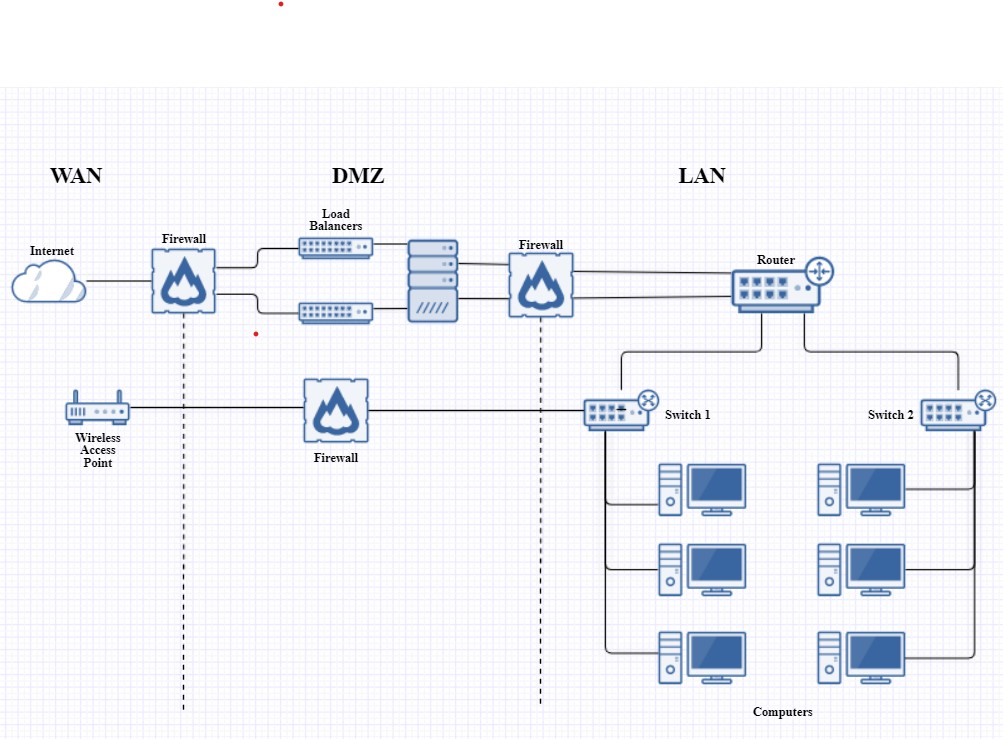 WAN
DMZ
LAN
Load
Balancers
Internet
Firewall
Firewall
Router
Switch 1
Switch 2
Wireless
Access
Point
Firewall
Computers